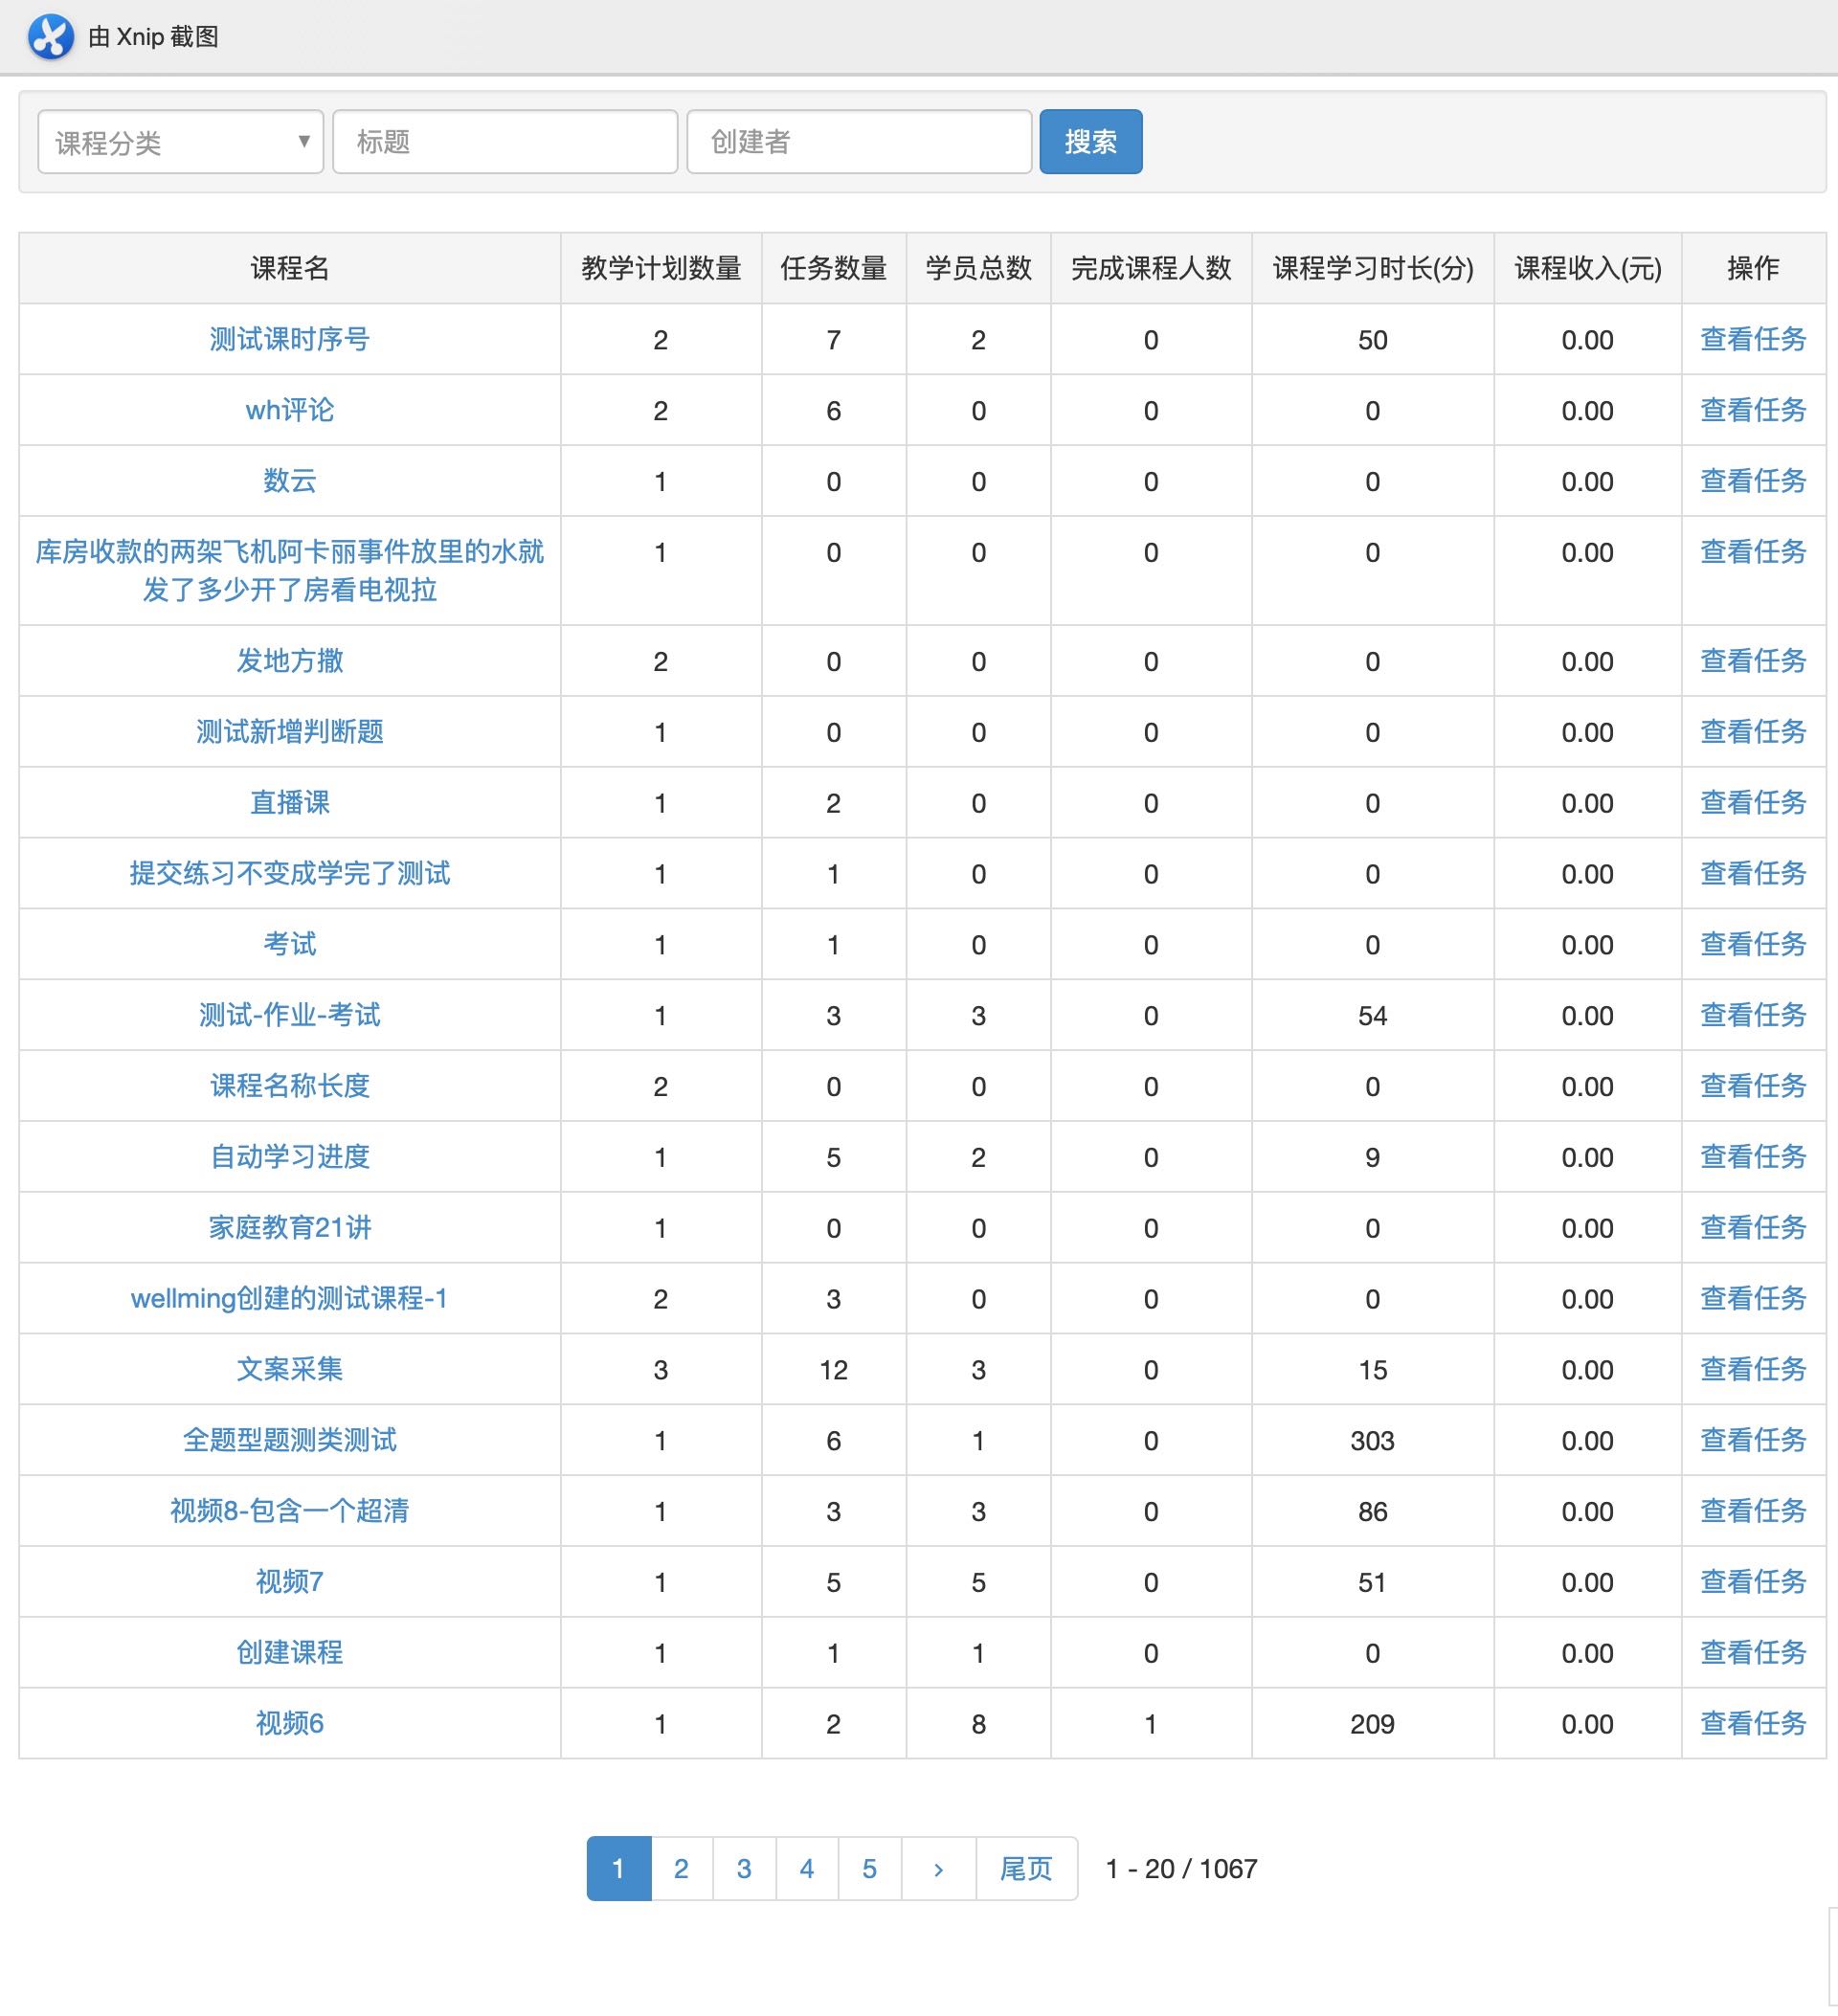 由 Xnip 截图
课程分类 ▼ 标题 创建者 搜索
课程名 教学计划数量 任务数量 学员总数 完成课程人数 课程学习时长(分) 课程收入(元) 操作
测试课时序号 2 7 2 0 50 0.00 查看任务
wh评论 2 6 0 0 0 0.00 查看任务
数云 1 0 0 0 0 0.00 查看任务
库房收款的两架飞机阿卡丽事件放里的水就 1 0 0 0 0 0.00 查看任务
发了多少开了房看电视拉
发地方撒 2 0 0 0 0 0.00 查看任务
测试新增判断题 1 0 0 0 0 0.00 查看任务
直播课 1 2 0 0 0 0.00 查看任务
提交练习不变成学完了测试 1 1 0 0 0 0.00 查看任务
考试 1 1 0 0 0 0.00 查看任务
测试-作业-考试 1 3 3 0 54 0.00 查看任务
课程名称长度 2 0 0 0 0 0.00 查看任务
自动学习进度 1 5 2 0 9 0.00 查看任务
家庭教育21讲 1 0 0 0 0 0.00 查看任务
wellming创建的测试课程-1 2 3 0 0 0 0.00 查看任务
文案采集 3 12 3 0 15 0.00 查看任务
全题型题测类测试 1 6 1 0 303 0.00 查看任务
视频8-包含一个超清 1 3 3 0 86 0.00 查看任务
视频7 1 5 5 0 51 0.00 查看任务
创建课程 1 1 1 0 0 0.00 查看任务
视频6 1 2 8 1 209 0.00 查看任务
1 2 3 4 5 › 尾页 1 - 20 / 1067